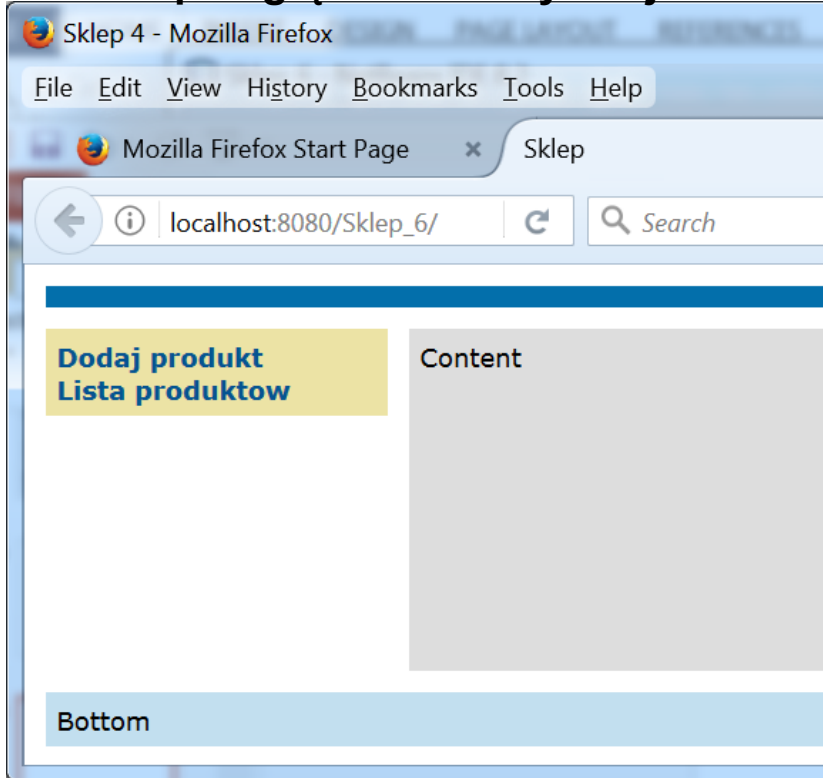 Sklep 4 - Mozilla Firefox
File Edit View History Bookmarks Tools Help
Mozilla Firefox Start Page × Sklep
localhost:8080/Sklep_6/ Search
Dodaj produkt Content
Lista produktow
Bottom